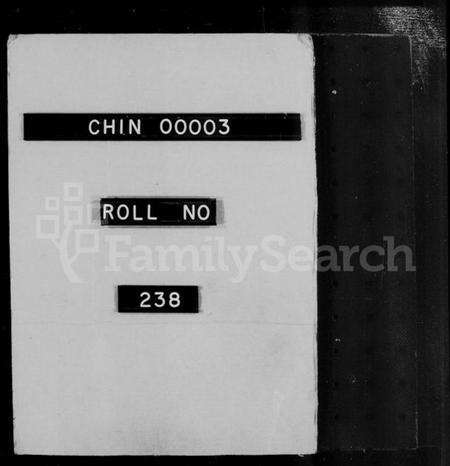 CHIN 00003
ROLL NO
FamilySearch
238